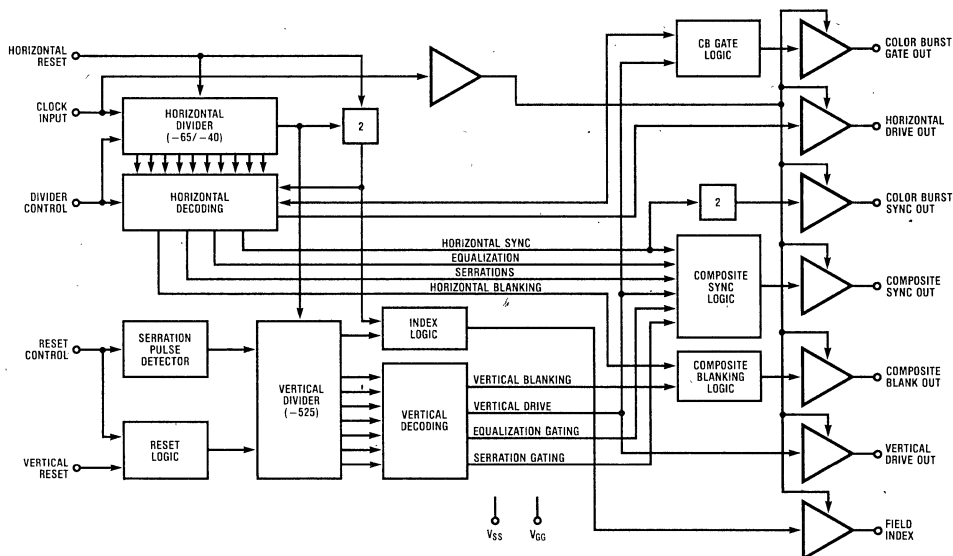 HORIZONTAL
RESET
CLOCK
INPUT
DIVIDER
CONTROL
RESET
CONTROL
VERTICAL
RESET
HORIZONTAL
DIVIDER
(−65/−40)
2
HORIZONTAL
DECODING
HORIZONTAL SYNC
EQUALIZATION
SERRATIONS
HORIZONTAL BLANKING
SERRATION
PULSE
DETECTOR
RESET
LOGIC
VERTICAL
DIVIDER
(−525)
INDEX
LOGIC
VERTICAL
DECODING
VERTICAL BLANKING
VERTICAL DRIVE
EQUALIZATION GATING
SERRATION GATING
VSS
VGG
CB GATE
LOGIC
2
COMPOSITE
SYNC
LOGIC
COMPOSITE
BLANKING
LOGIC
COLOR BURST
GATE OUT
HORIZONTAL
DRIVE OUT
COLOR BURST
SYNC OUT
COMPOSITE
SYNC OUT
COMPOSITE
BLANK OUT
VERTICAL
DRIVE OUT
FIELD
INDEX